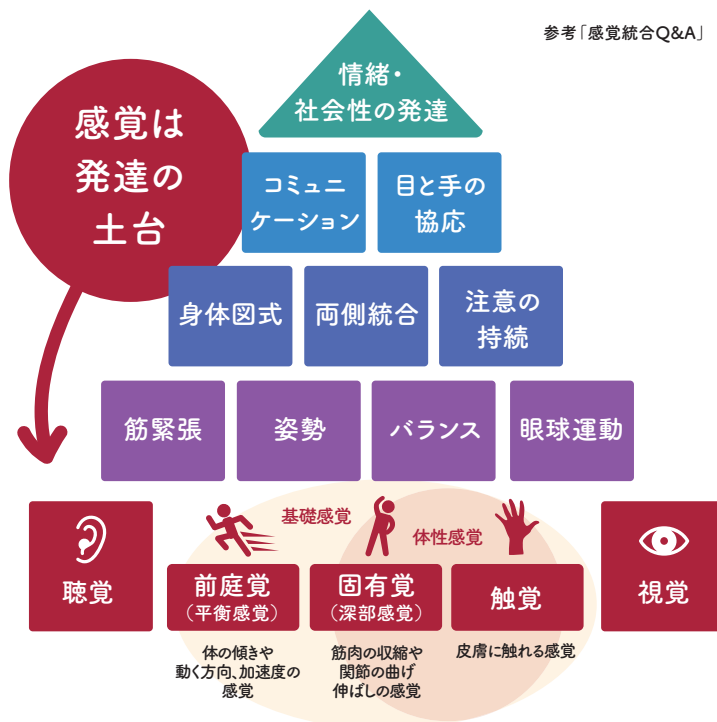 参考「感覚統合Q&A」
感覚は
発達の
土台
情緒・
社会性の発達
コミュニ
ケーション
目と手の
協応
身体図式
両側統合
注意の
持続
筋緊張
姿勢
バランス
眼球運動
基礎感覚
体性感覚
聴覚
前庭覚
（平衡感覚）
固有覚
（深部感覚）
触覚
視覚
体の傾きや
動く方向、加速度の
感覚
筋肉の収縮や
関節の曲げ
伸ばしの感覚
皮膚に触れる感覚